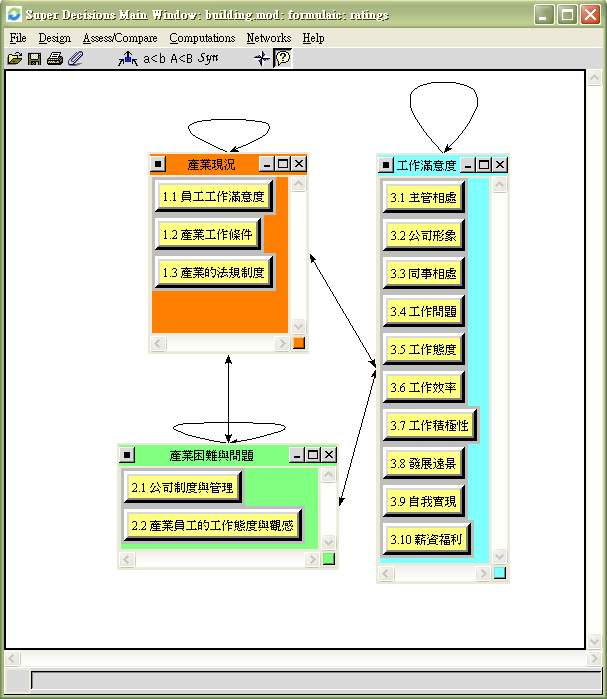 Super Decisions Main Window: building.mod: formulaic: ratings
File Design Assess/Compare Computations Networks Help
a<b A<B Syn
產業現況
1.1 員工工作滿意度
1.2 產業工作條件
1.3 產業的法規制度
產業困難與問題
2.1 公司制度與管理
2.2 產業員工的工作態度與觀感
工作滿意度
3.1 主管相處
3.2 公司形象
3.3 同事相處
3.4 工作問題
3.5 工作態度
3.6 工作效率
3.7 工作積極性
3.8 發展遠景
3.9 自我實現
3.10 薪資福利